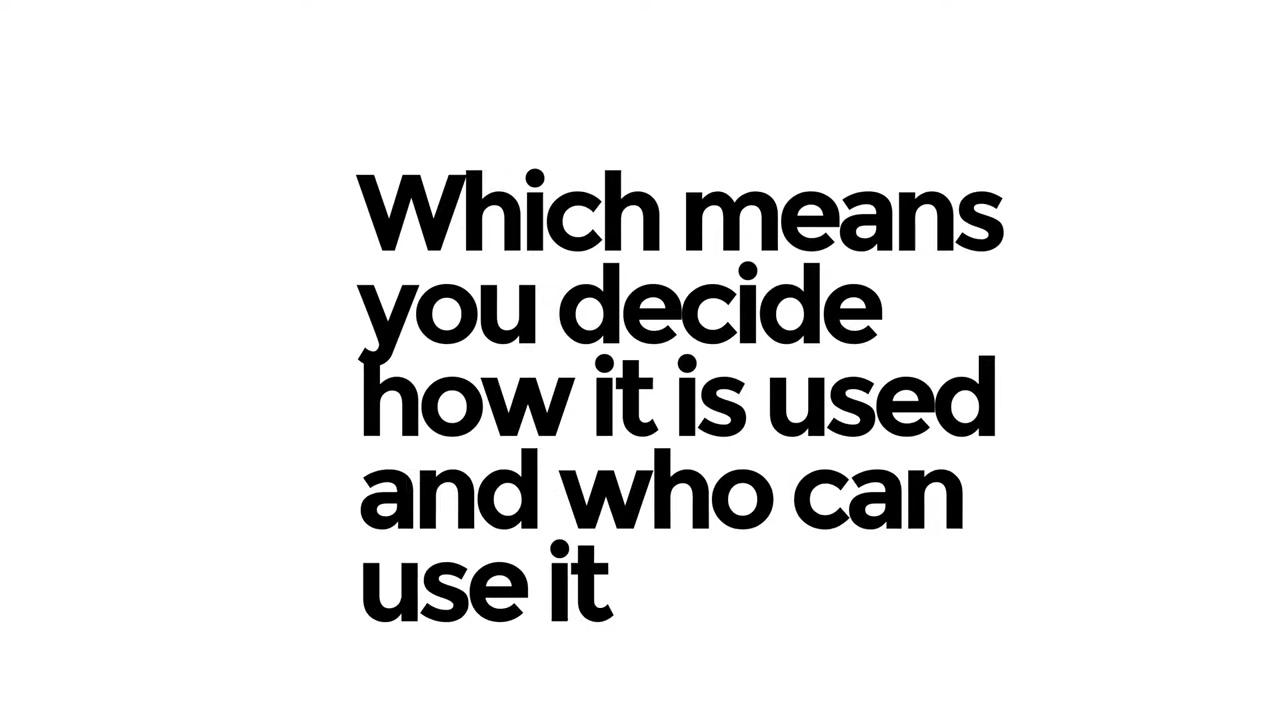 Which means
you decide
how it is used
and who can
use it